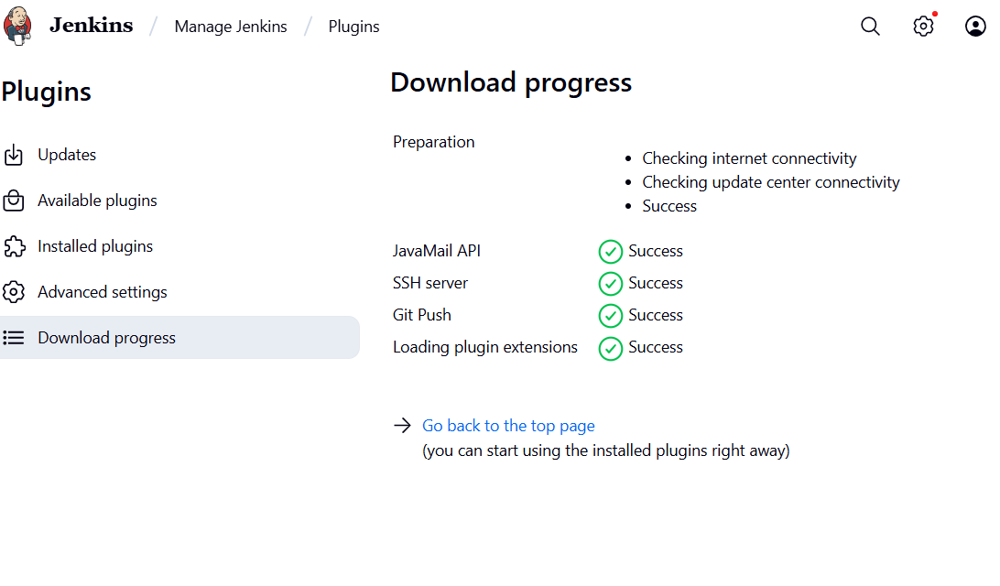 Jenkins / Manage Jenkins / Plugins
Plugins
Updates
Available plugins
Installed plugins
Advanced settings
Download progress
Download progress
Preparation
Checking internet connectivity
Checking update center connectivity
Success
JavaMail API Success
SSH server Success
Git Push Success
Loading plugin extensions Success
Go back to the top page
(you can start using the installed plugins right away)